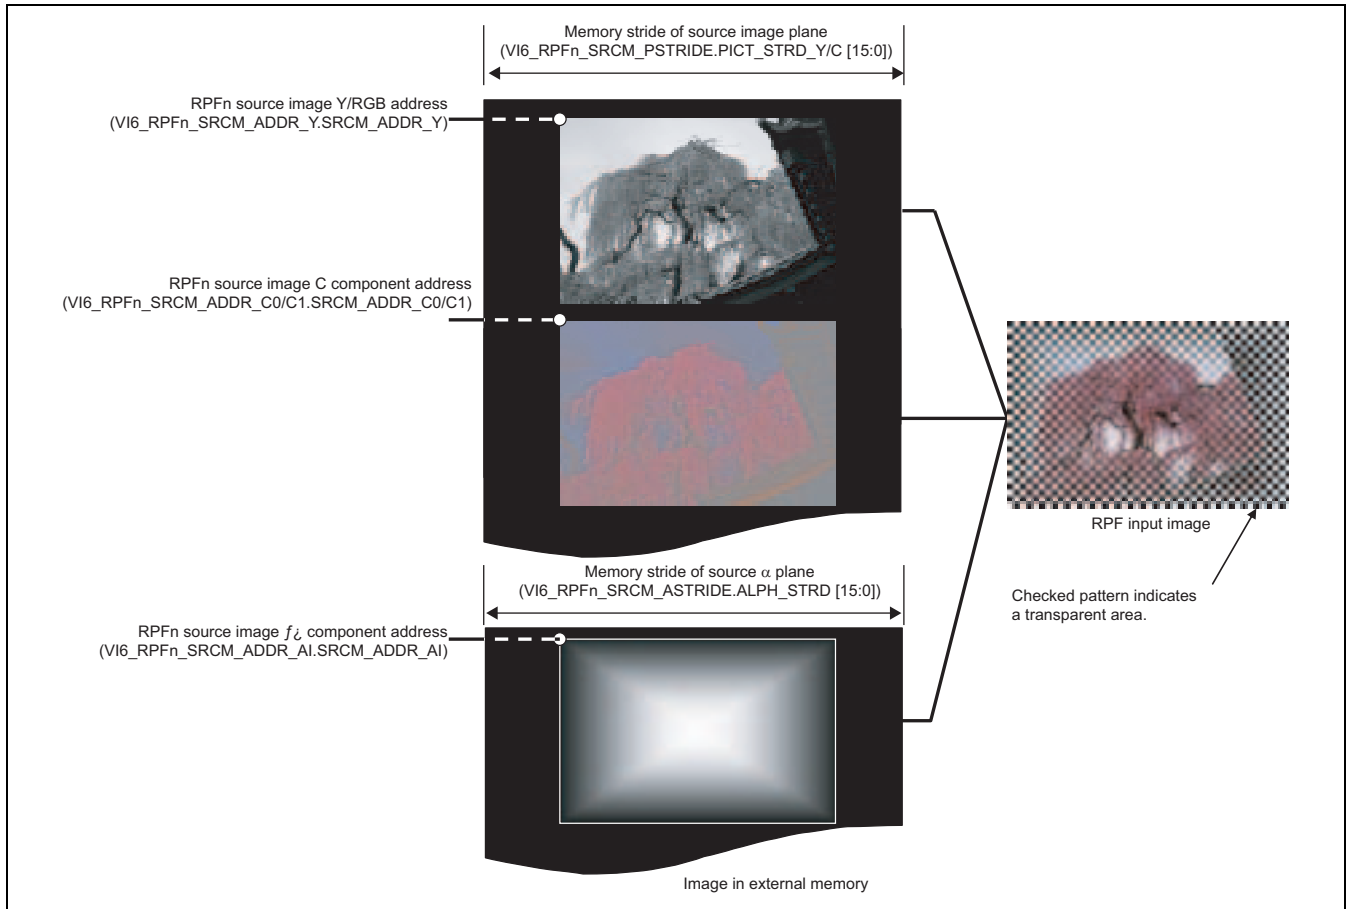 Memory stride of source image plane
(VI6_RPFn_SRCM_PSTRIDE.PICT_STRD_Y/C [15:0])
RPFn source image Y/RGB address
(VI6_RPFn_SRCM_ADDR_Y.SRCM_ADDR_Y)
RPFn source image C component address
(VI6_RPFn_SRCM_ADDR_C0/C1.SRCM_ADDR_C0/C1)
RPF input image
Checked pattern indicates
a transparent area.
Memory stride of source α plane
(VI6_RPFn_SRCM_ASTRIDE.ALPH_STRD [15:0])
RPFn source image ƒ¿ component address
(VI6_RPFn_SRCM_ADDR_AI.SRCM_ADDR_AI)
Image in external memory